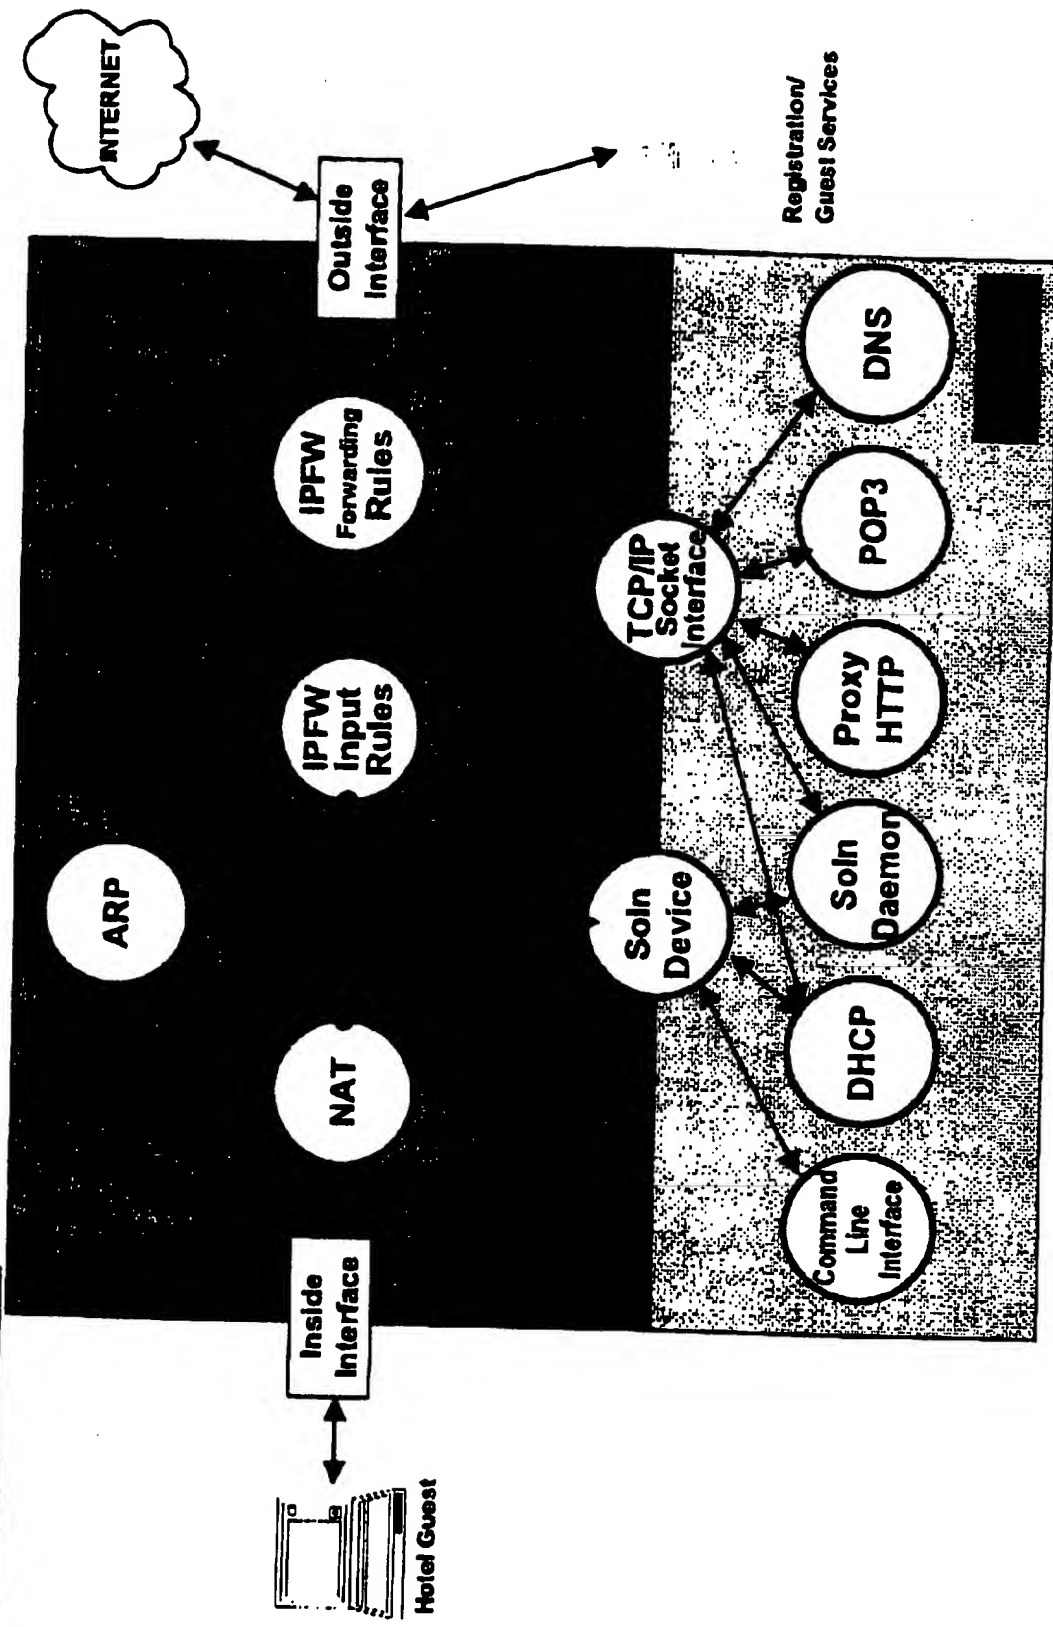 INTERNET
Outside
Interface
Registration/
Guest Services
IPFW
Forwarding
Rules
IPFW
Input
Rules
ARP
NAT
Inside
Interface
Hotel Guest
TCP/IP
Socket
Interface
Soln
Device
DNS
POP3
Proxy
HTTP
Soln
Daemon
DHCP
Command
Line
Interface